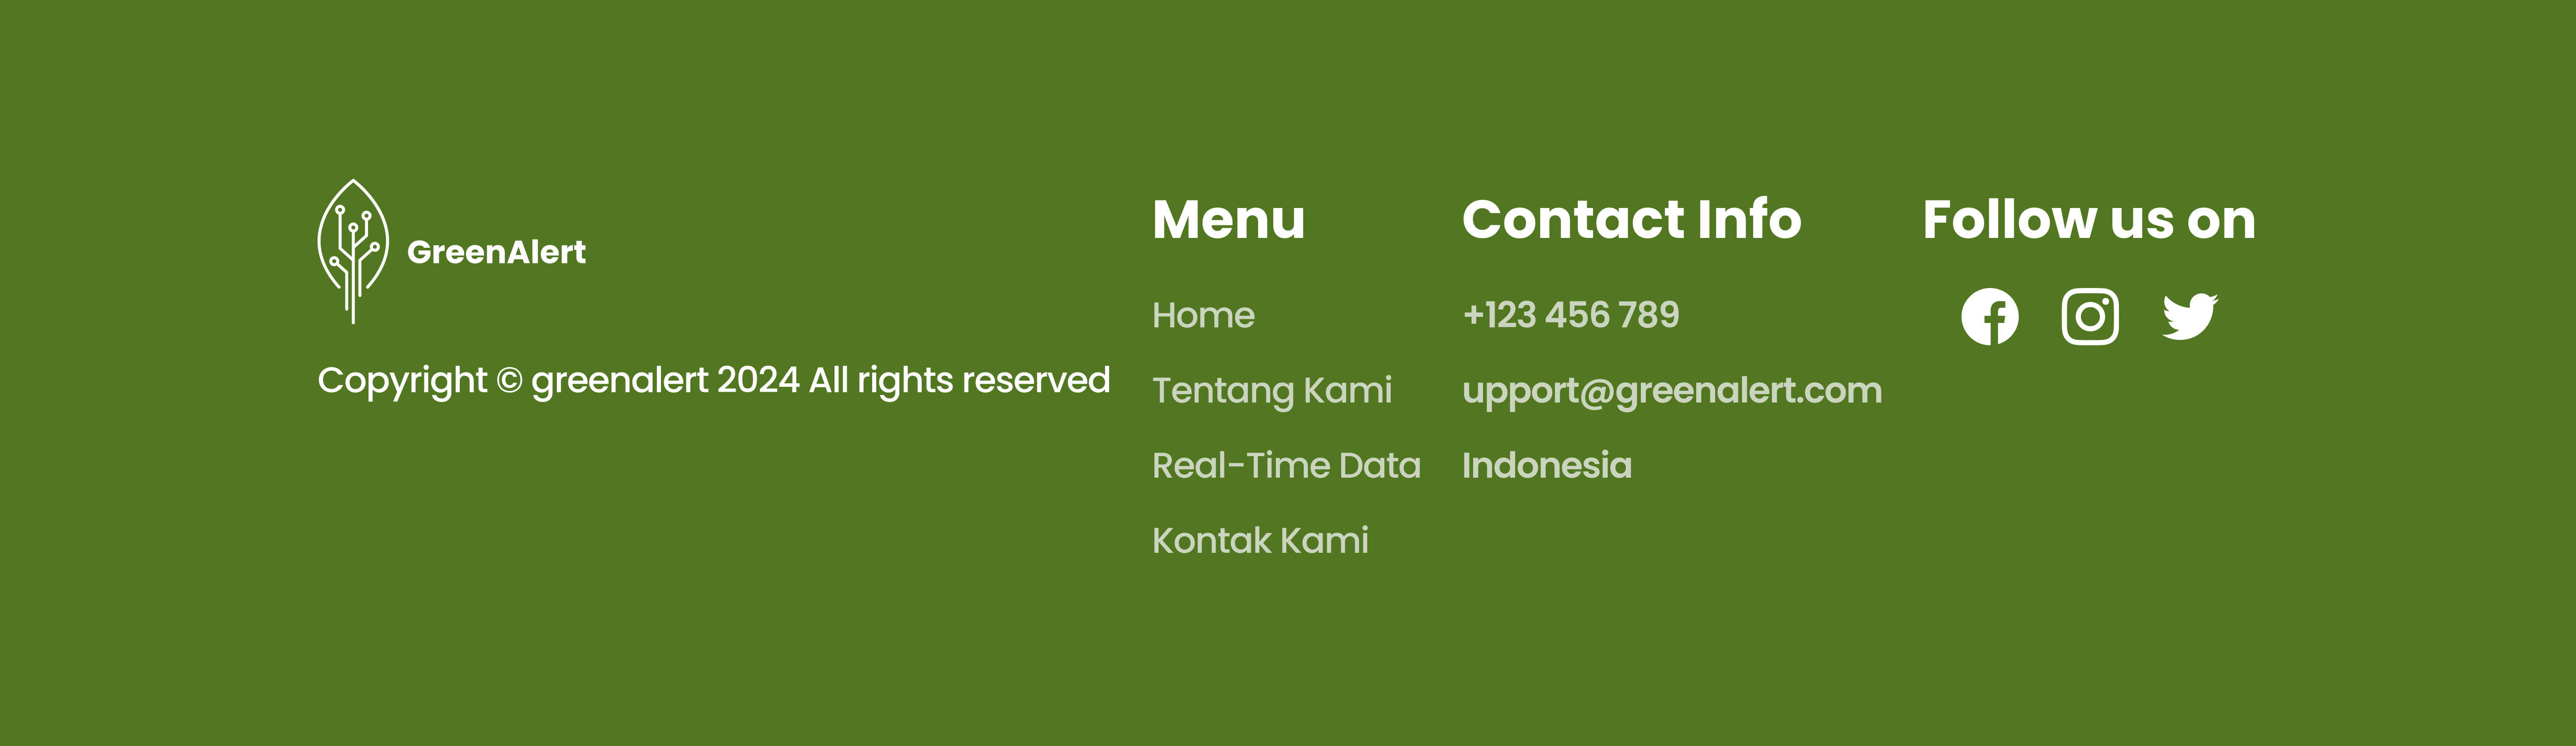 GreenAlert
Copyright © greenalert 2024 All rights reserved
Menu
Home
Tentang Kami
Real-Time Data
Kontak Kami
Contact Info
+123 456 789
upport@greenalert.com
Indonesia
Follow us on